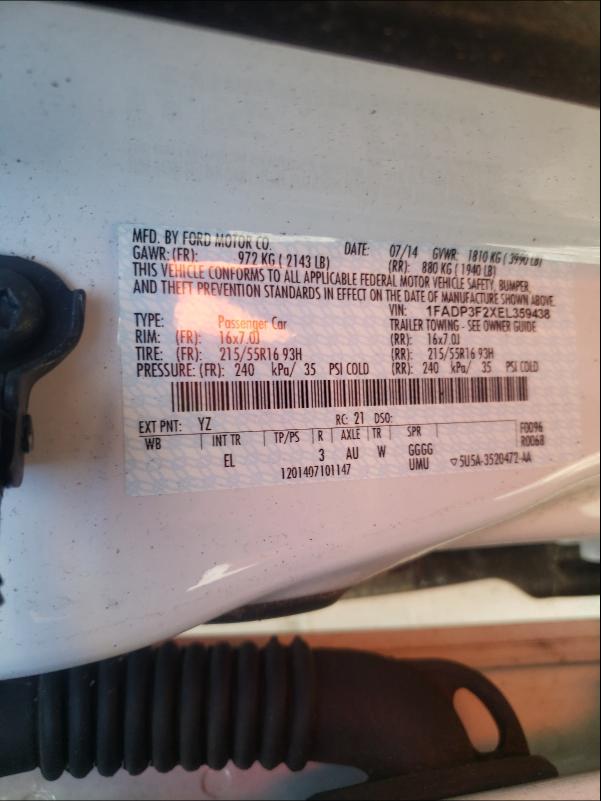 MFD. BY FORD MOTOR CO. DATE: 07/14 GVWR: 1810 KG ( 3990 LB)
GAWR: (FR): 972 KG ( 2143 LB) (RR): 880 KG ( 1940 LB)
THIS VEHICLE CONFORMS TO ALL APPLICABLE FEDERAL MOTOR VEHICLE SAFETY, BUMPER
AND THEFT PREVENTION STANDARDS IN EFFECT ON THE DATE OF MANUFACTURE SHOWN ABOVE.
VIN: 1FADP3F2XEL359438
TYPE: Passenger Car TRAILER TOWING - SEE OWNER GUIDE
RIM: (FR): 16x7.0J (RR): 16x7.0J
TIRE: (FR): 215/55R16 93H (RR): 215/55R16 93H
PRESSURE: (FR): 240 kPa/ 35 PSI COLD (RR): 240 kPa/ 35 PSI COLD
EXT PNT: YZ RC: 21 DSO: F0096
WB INT TR TP/PS R AXLE TR SPR R0068
EL 3 AU W GGGG
1201407101147 UMU ▽5U5A-3520472-AA